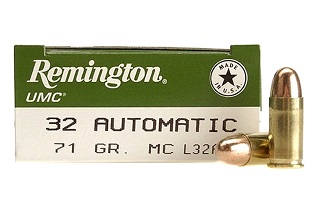 Remington
UMC
MADE IN U.S.A.
32 AUTOMATIC
71 GR. MC